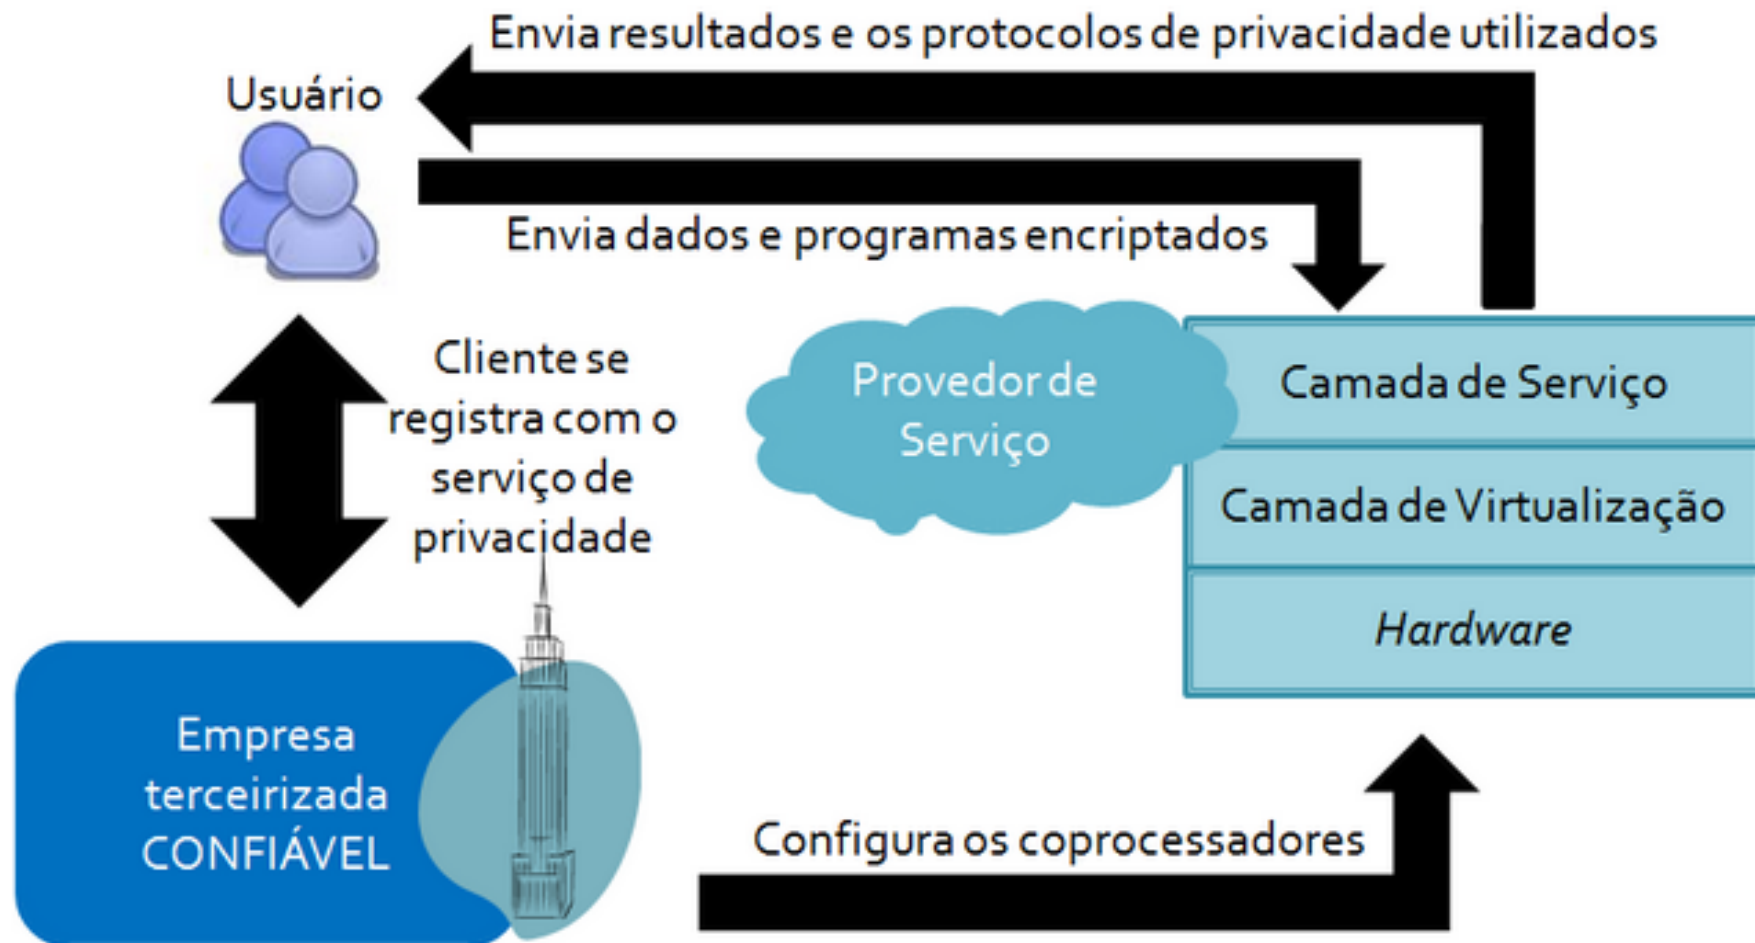 Envia resultados e os protocolos de privacidade utilizados
Usuário
Envia dados e programas encriptados
Cliente se
registra com o
serviço de
privacidade
Provedor de
Serviço
Camada de Serviço
Camada de Virtualização
Hardware
Empresa
terceirizada
CONFIÁVEL
Configura os coprocessadores